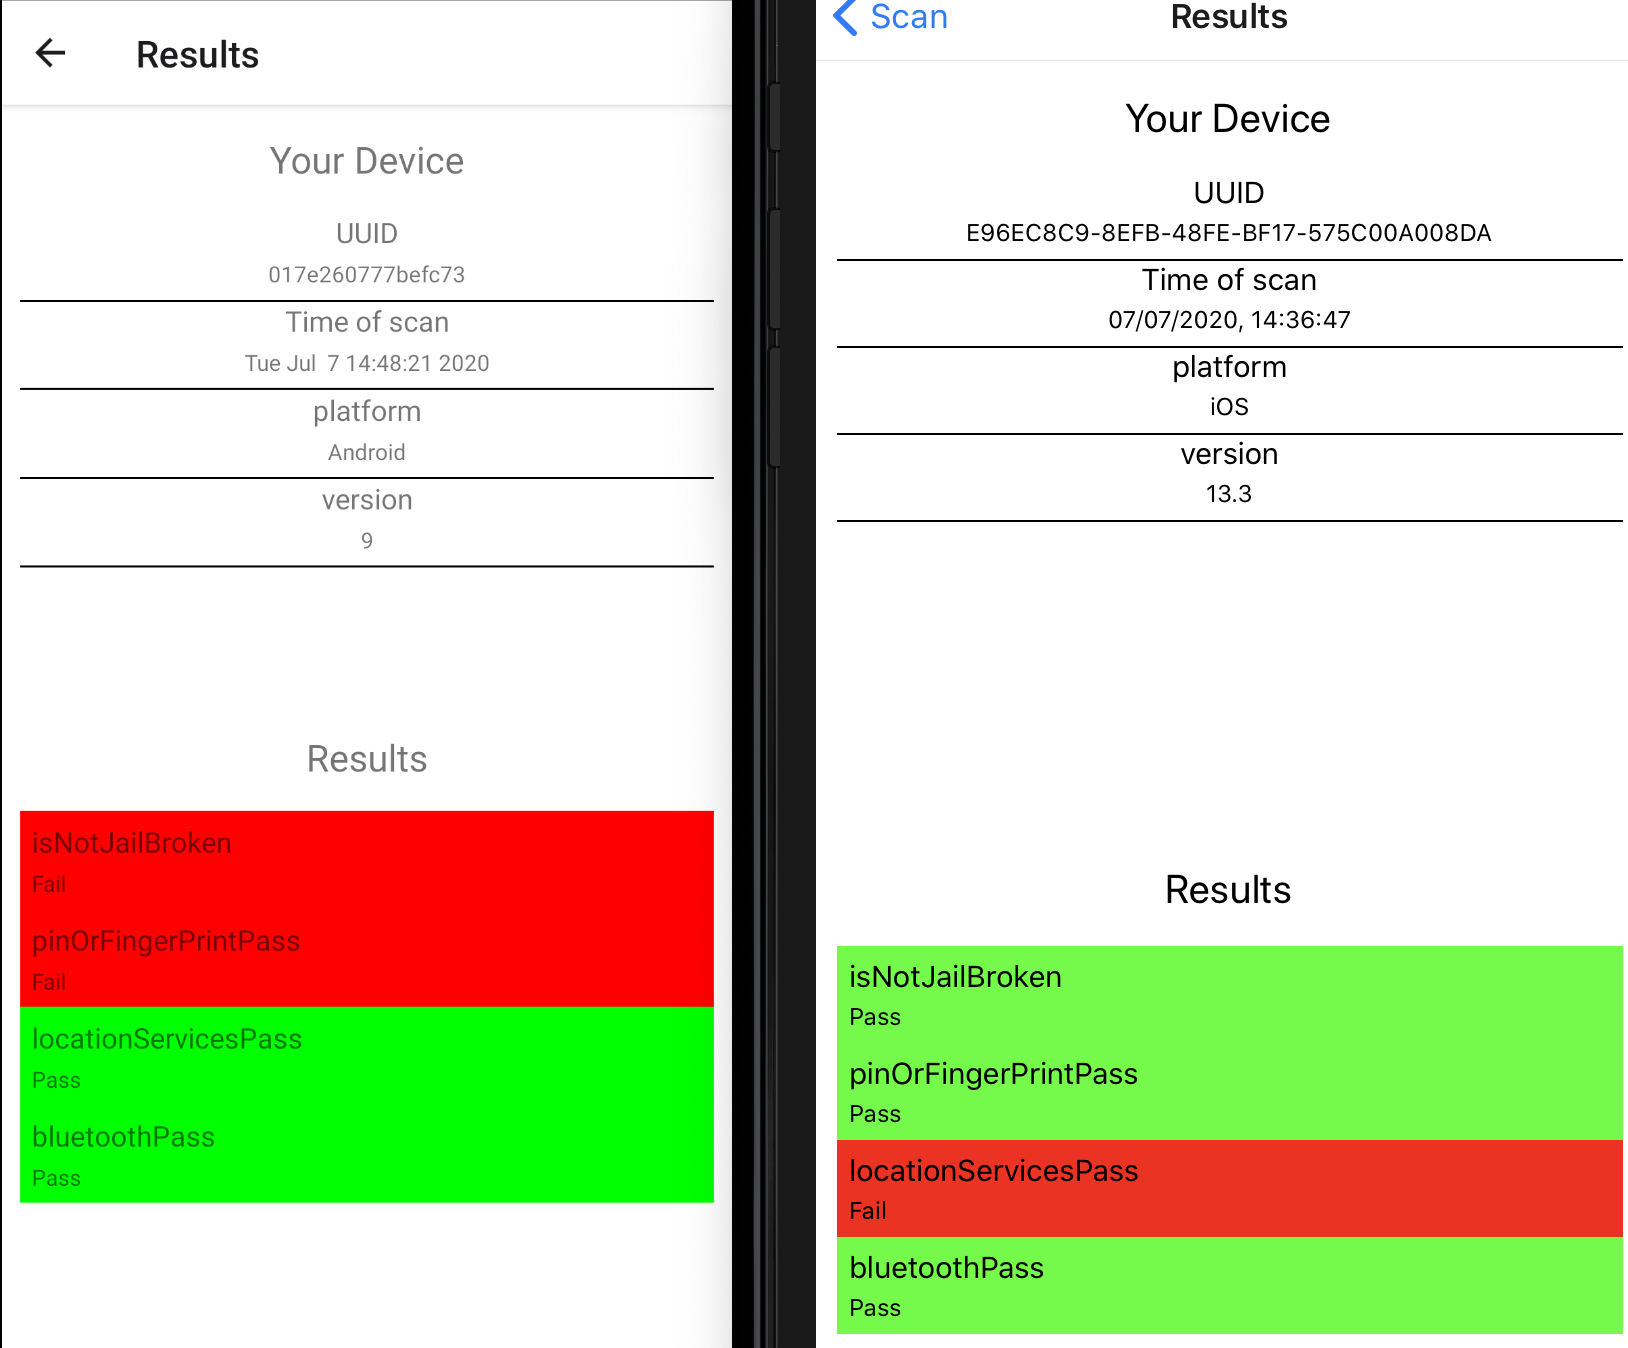 Results
Your Device
UUID
017e260777befc73
Time of scan
Tue Jul  7 14:48:21 2020
platform
Android
version
9
Results
isNotJailBroken
Fail
pinOrFingerPrintPass
Fail
locationServicesPass
Pass
bluetoothPass
Pass
Scan
Results
Your Device
UUID
E96EC8C9-8EFB-48FE-BF17-575C00A008DA
Time of scan
07/07/2020, 14:36:47
platform
iOS
version
13.3
Results
isNotJailBroken
Pass
pinOrFingerPrintPass
Pass
locationServicesPass
Fail
bluetoothPass
Pass